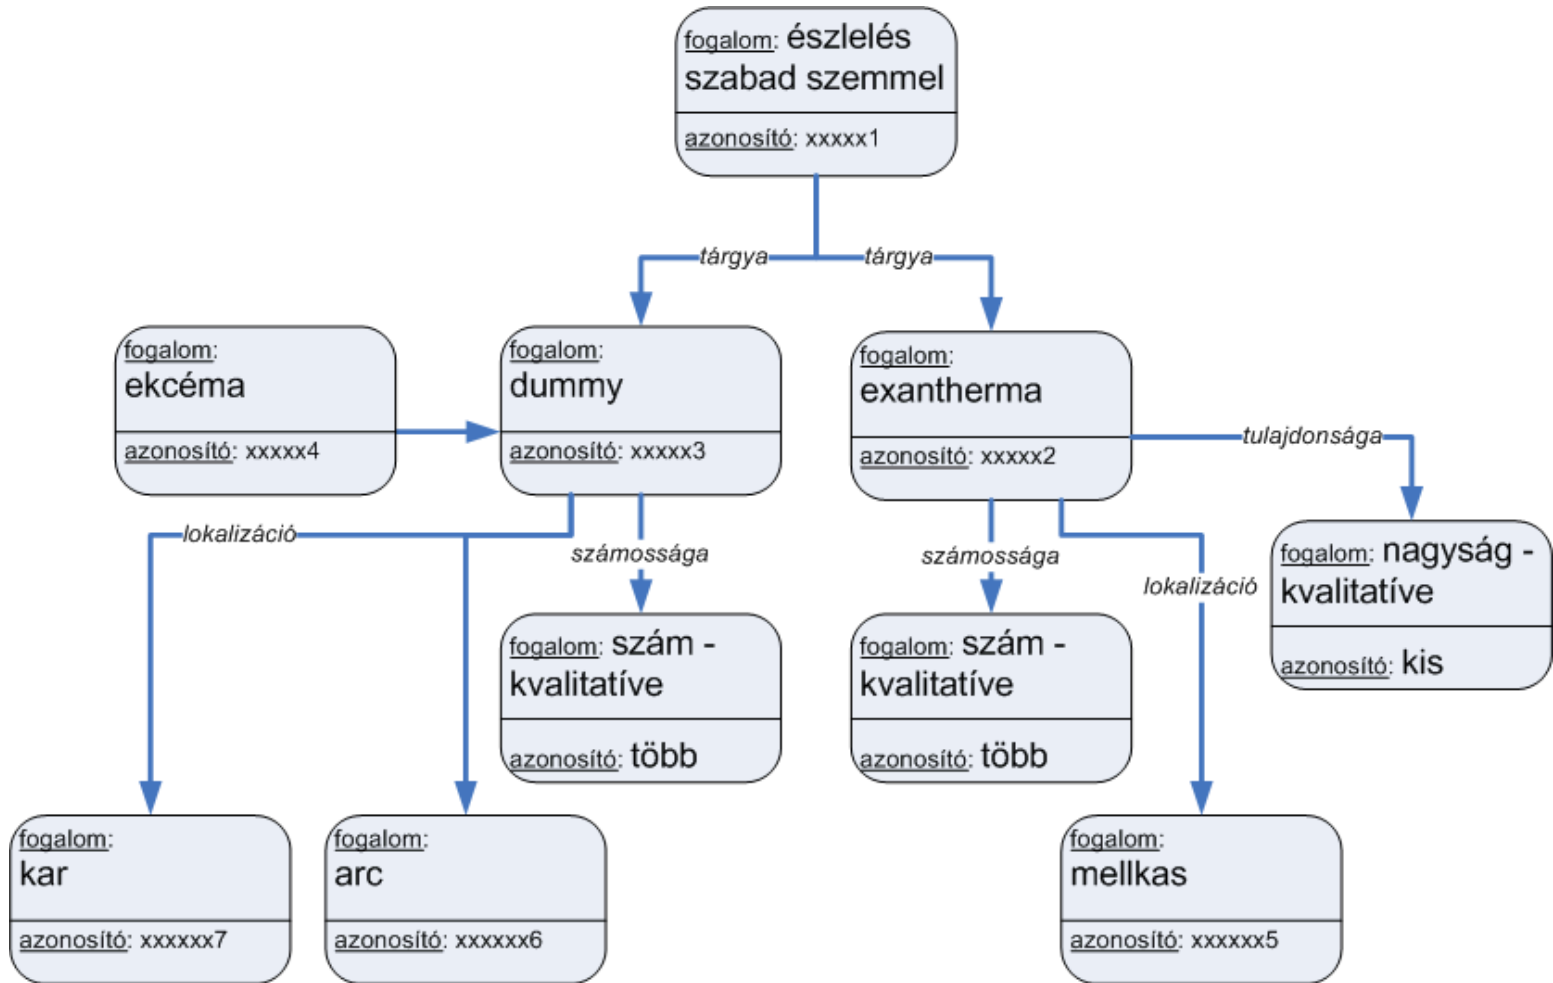 fogalom: észlelés
szabad szemmel
azonosító: xxxxx1
tárgya
tárgya
fogalom:
ekcéma
azonosító: xxxxx4
fogalom:
dummy
azonosító: xxxxx3
fogalom:
exantherma
azonosító: xxxxx2
tulajdonsága
lokalizáció
számossága
számossága
lokalizáció
fogalom: nagyság -
kvalitatíve
azonosító: kis
fogalom: szám -
kvalitatíve
azonosító: több
fogalom: szám -
kvalitatíve
azonosító: több
fogalom:
kar
azonosító: xxxxxx7
fogalom:
arc
azonosító: xxxxxx6
fogalom:
mellkas
azonosító: xxxxxx5